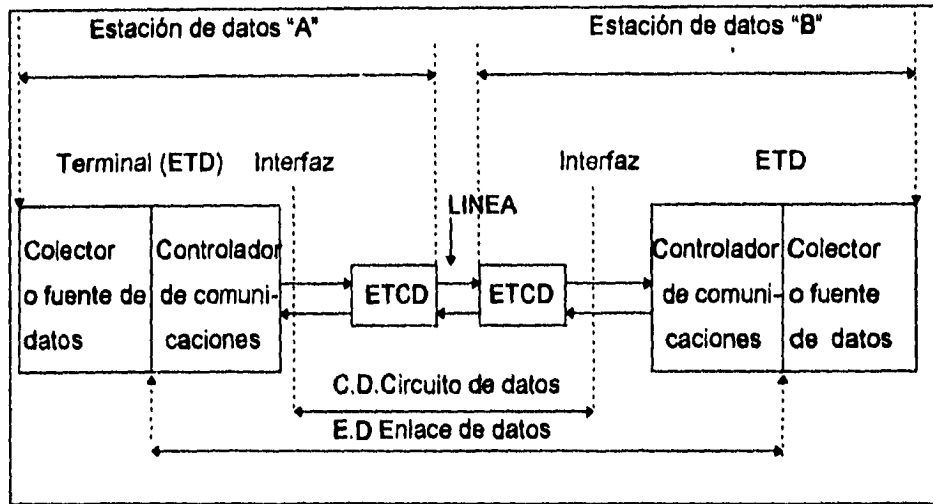 Estación de datos “A”
Estación de datos “B”
Terminal (ETD)
Interfaz
Interfaz
ETD
LINEA
Colector
o fuente de
datos
Controlador
de comuni-
caciones
ETCD
ETCD
Controlador
de comuni-
caciones
Colector
o fuente
de datos
C.D.Circuito de datos
E.D Enlace de datos